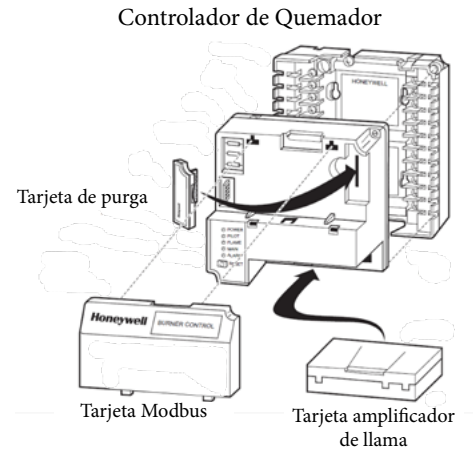 Controlador de Quemador
HONEYWELL
Tarjeta de purga
POWER
PILOT
FLAME
MAIN
ALARM
RESET
Honeywell
BURNER CONTROL
Tarjeta Modbus
Tarjeta amplificador
de llama